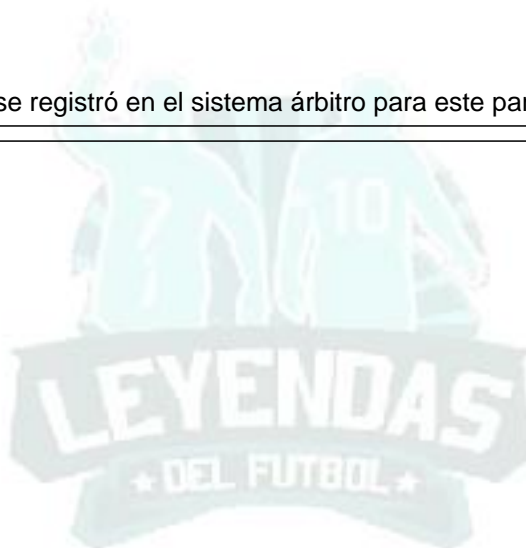 se registró en el sistema árbitro para este par
7
10
LEYENDAS
★ DEL FUTBOL ★